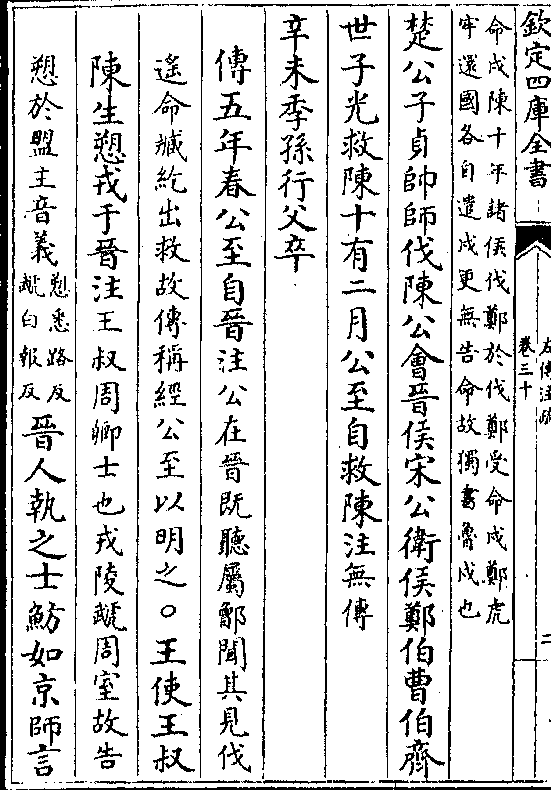 欽定四庫全書
卷三十
命戍陳十年諸侯伐鄭於伐鄭受命戍鄭虎
牢還國各自遣戍更無告命故獨書魯戍也
楚公子貞帥師伐陳公會晉侯宋公衛侯鄭伯曹伯齊
世子光救陳十有二月公至自救陳注無傳
辛未季孫行父卒
傳五年春公至自晉注公在晉既聽屬鄫聞其見伐
遙命臧紇出救故傳稱經公至以明之○王使王叔
陳生愬戎于晉注王叔周卿士也戎陵虣周室故告
愬於盟主音義愬悉路反虣白報反晉人執之士魴如京師言